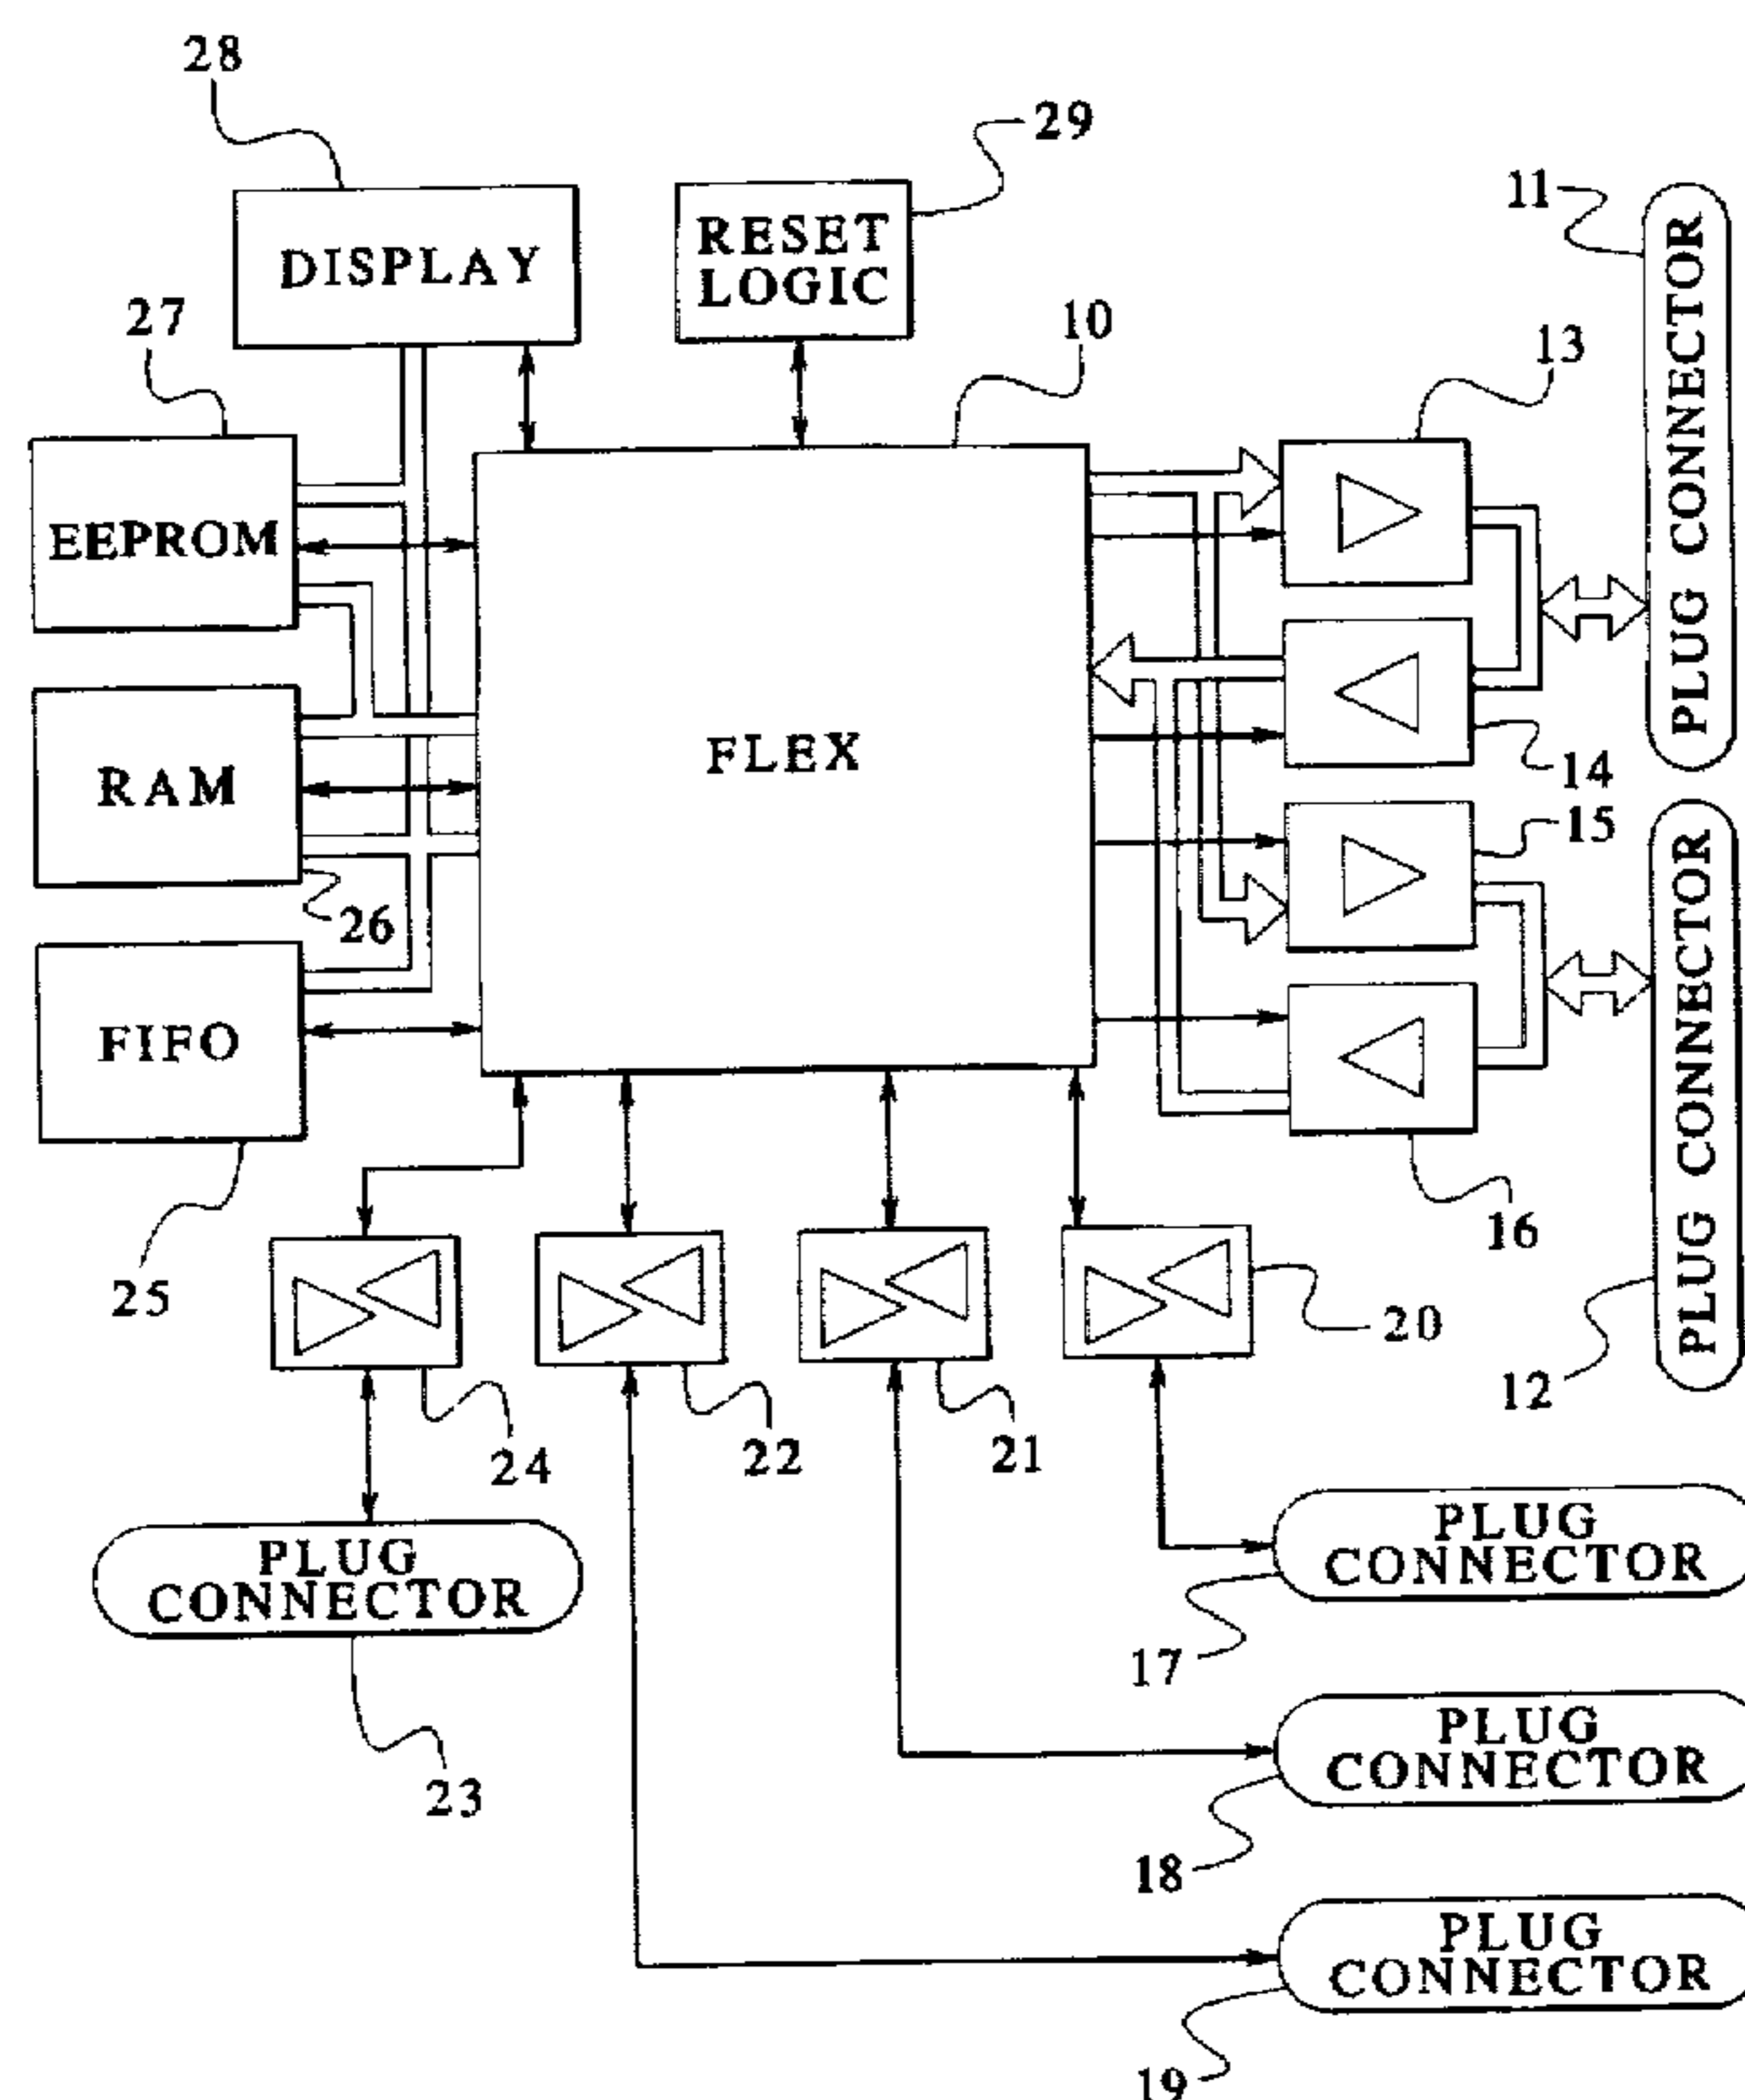 28
29
11
DISPLAY
RESET
LOGIC
PLUG CONNECTOR
27
10
13
EEPROM
FLEX
14
RAM
15
26
PLUG CONNECTOR
FIFO
16
25
20
12
24
22
21
PLUG
CONNECTOR
PLUG
CONNECTOR
17
23
PLUG
CONNECTOR
18
PLUG
CONNECTOR
19